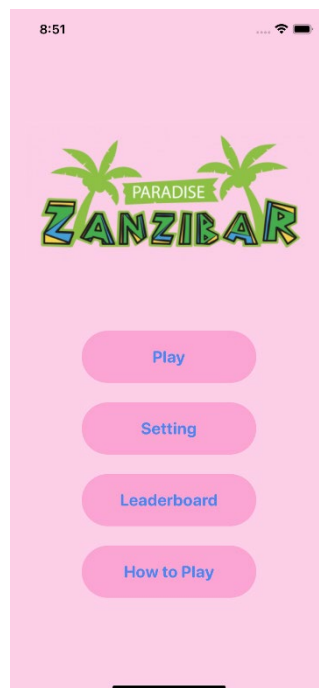 8:51
PARADISE
ZANZIBAR
Play
Setting
Leaderboard
How to Play